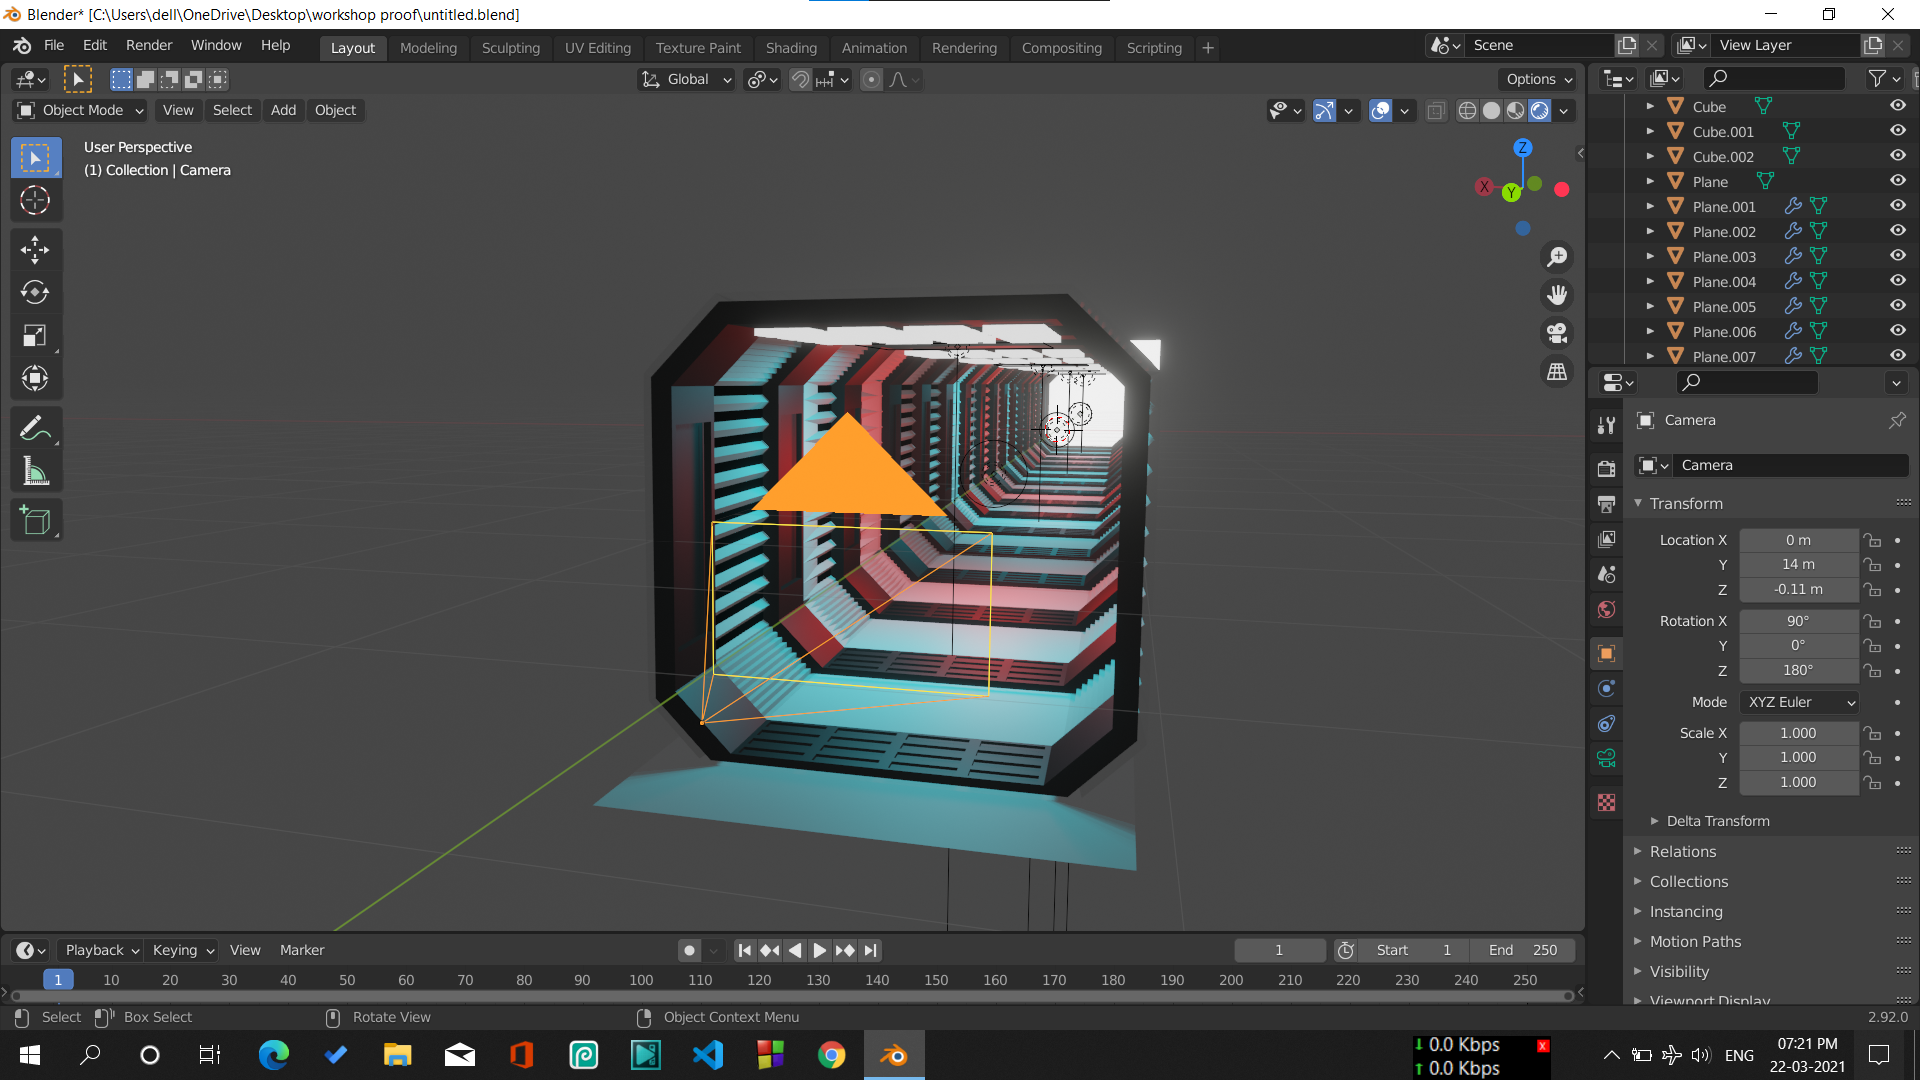 Blender* [C:\Users\dell\OneDrive\Desktop\workshop proof\untitled.blend]
File Edit Render Window Help Layout Modeling Sculpting UV Editing Texture Paint Shading Animation Rendering Compositing Scripting + Scene View Layer
Global Options
Object Mode View Select Add Object
User Perspective
(1) Collection | Camera
Z
X
Y
Cube
Cube.001
Cube.002
Plane
Plane.001
Plane.002
Plane.003
Plane.004
Plane.005
Plane.006
Plane.007
Camera
Camera
Transform
Location X 0 m
Y 14 m
Z -0.11 m
Rotation X 90°
Y 0°
Z 180°
Mode XYZ Euler
Scale X 1.000
Y 1.000
Z 1.000
Delta Transform
Relations
Collections
Instancing
Motion Paths
Visibility
Viewport Display
Playback Keying View Marker 1 Start 1 End 250
1 10 20 30 40 50 60 70 80 90 100 110 120 130 140 150 160 170 180 190 200 210 220 230 240 250
Select Box Select Rotate View Object Context Menu 2.92.0
0.0 Kbps x
0.0 Kbps
ENG
07:21 PM
22-03-2021